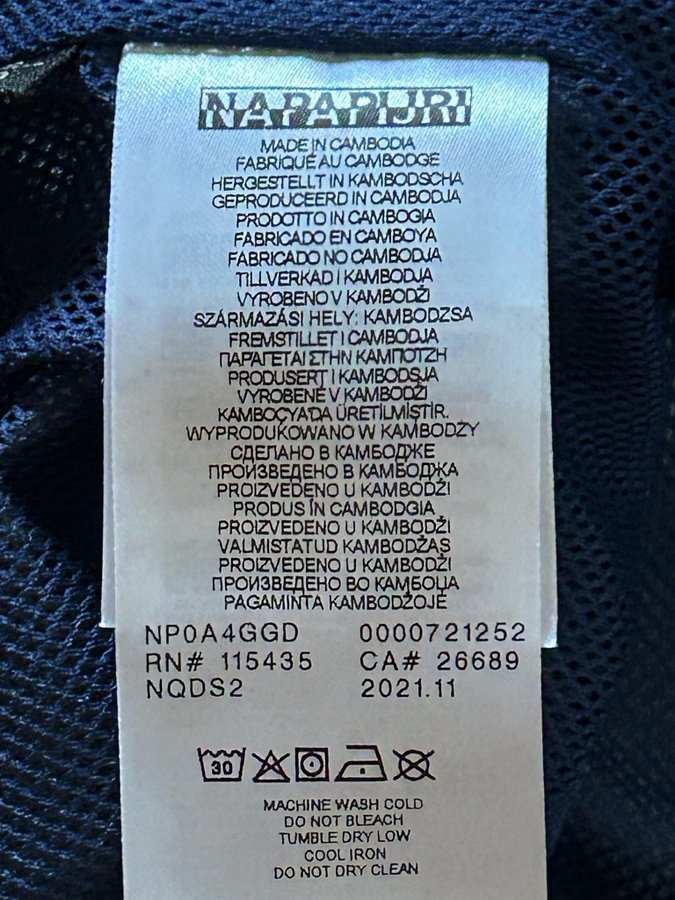 NAPAPIJRI
MADE IN CAMBODIA
FABRIQUÉ AU CAMBODGE
HERGESTELLT IN KAMBODSCHA
GEPRODUCEERD IN CAMBODJA
PRODOTTO IN CAMBOGIA
FABRICADO EN CAMBOYA
FABRICADO NO CAMBODJA
TILLVERKAD I KAMBODJA
VYROBENO V KAMBODŽI
SZÁRMAZÁSI HELY: KAMBODZSA
FREMSTILLET I CAMBODJA
ΠΑΡΑΓΕΤΑΙ ΣΤΗΝ ΚΑΜΠΟΤΖΗ
PRODUSERT I KAMBODSJA
VYROBENÉ V KAMBODŽI
KAMBOÇYA'DA ÜRETİLMİŞTİR.
WYPRODUKOWANO W KAMBODŻY
СДЕЛАНО В КАМБОДЖЕ
ПРОИЗВЕДЕНО В КАМБОДЖА
PROIZVEDENO U KAMBODŽI
PRODUS ÎN CAMBODGIA
PROIZVEDENO U KAMBODŽI
VALMISTATUD KAMBODŽAS
PROIZVEDENO U KAMBODŽI
ПРОИЗВЕДЕНО ВО КАМБОЏА
PAGAMINTA KAMBODŽOJE
NP0A4GGD 0000721252
RN# 115435 CA# 26689
NQDS2 2021.11
30
MACHINE WASH COLD
DO NOT BLEACH
TUMBLE DRY LOW
COOL IRON
DO NOT DRY CLEAN